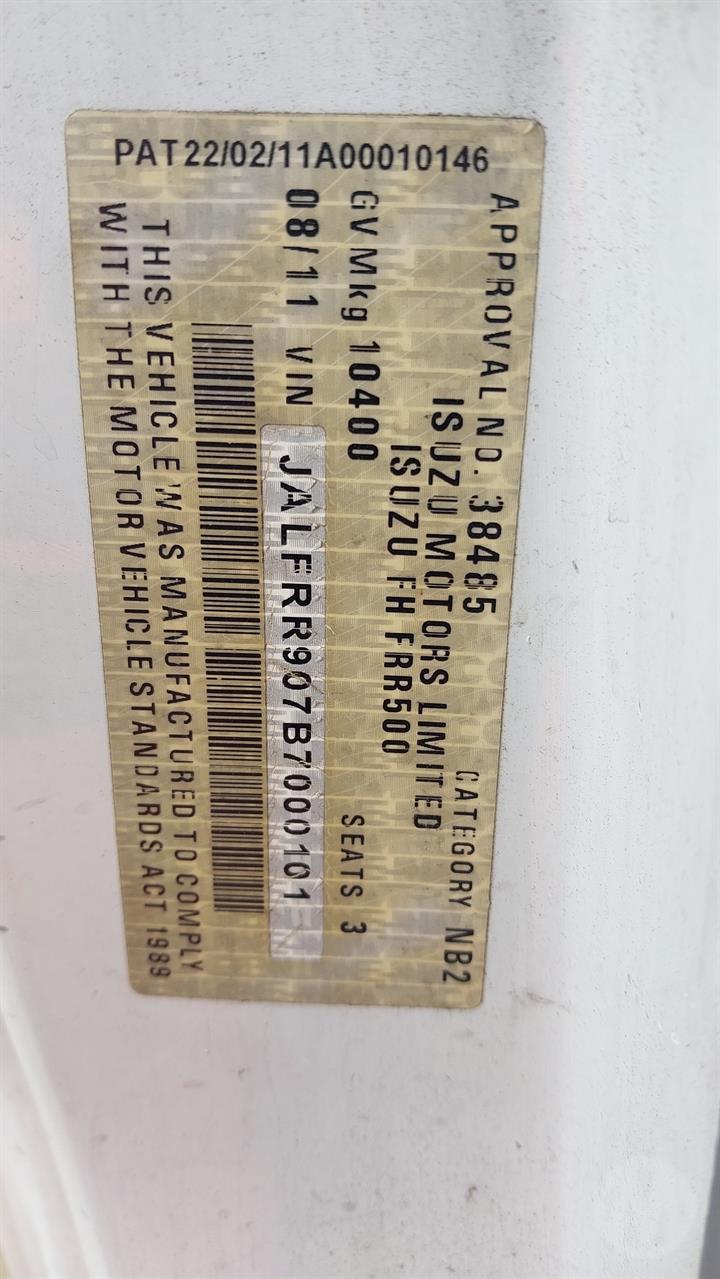 PAT22/02/11A00010146
APPROVAL NO. 38485 CATEGORY NB2
ISUZU MOTORS LIMITED
ISUZU FH FRR500
GVMkg 10400 SEATS 3
08/11 VIN JALFRR907B7000101
THIS VEHICLE WAS MANUFACTURED TO COMPLY
WITH THE MOTOR VEHICLE STANDARDS ACT 1989